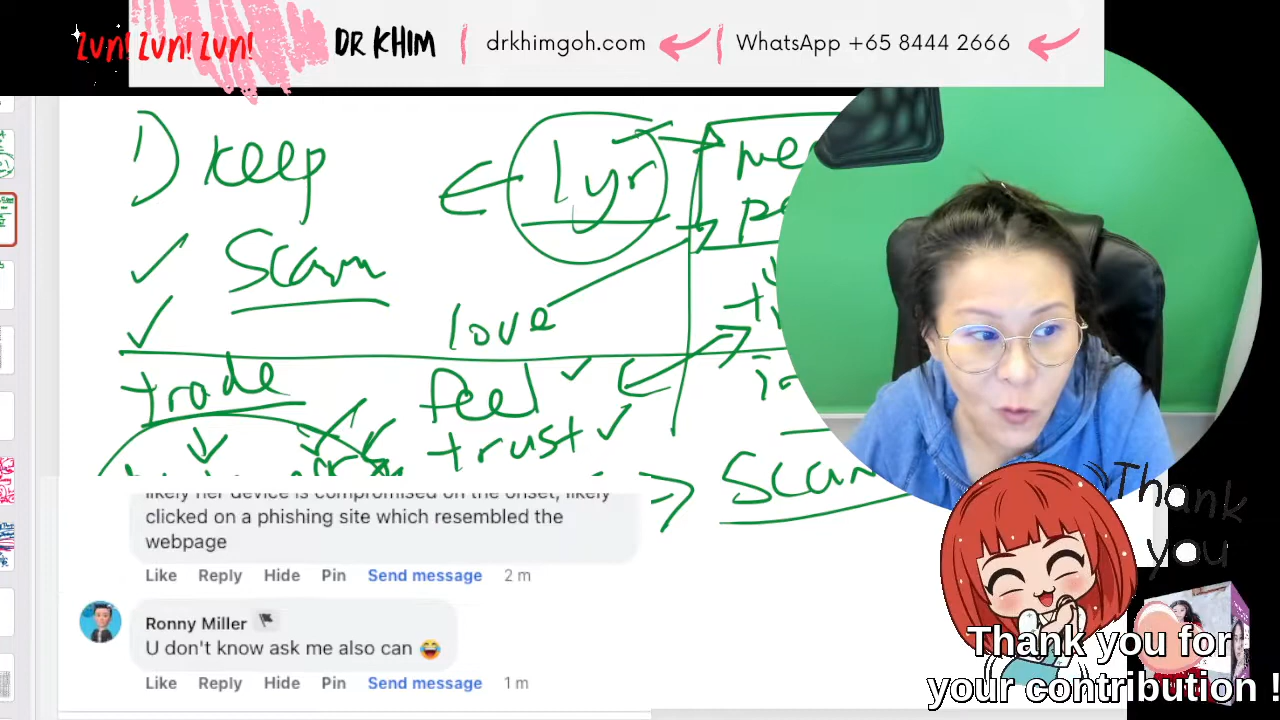 zun! zun! zun!
DR KHIM
drkhimgoh.com
WhatsApp +65 8444 2666
1) keep
1yr
Scam
love
trade
feel
trust
Scam
likely her device is compromised on the onset, likely
clicked on a phishing site which resembled the
webpage
Like Reply Hide Pin Send message 2 m
Ronny Miller
U don't know ask me also can 😂
Like Reply Hide Pin Send message 1 m
Thank
you
Thank you for
your contribution !